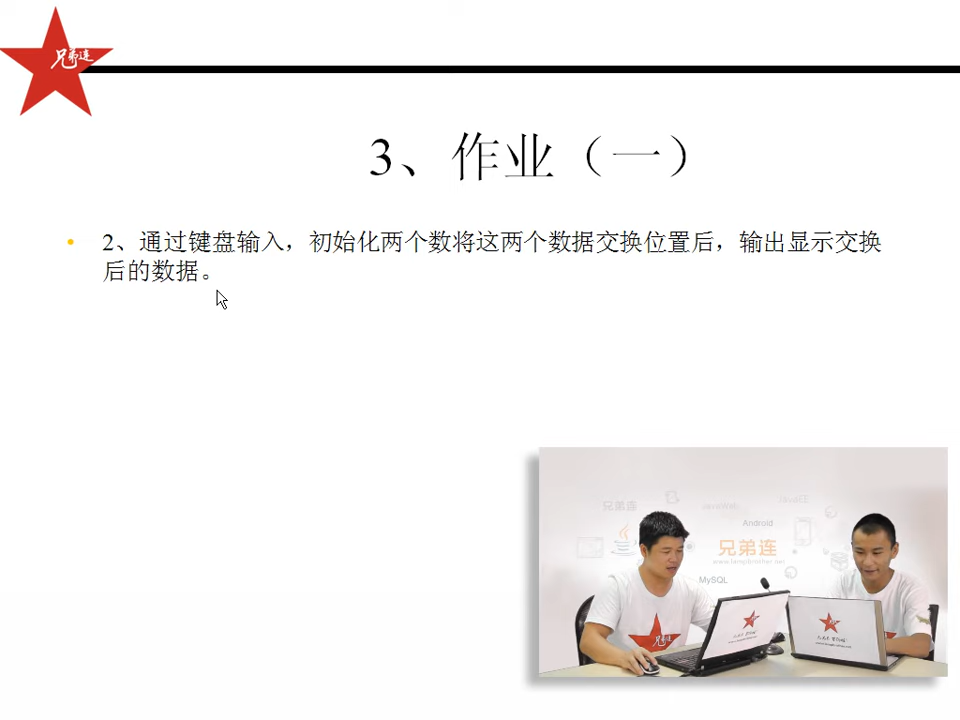 兄弟连
3、作业（一）
2、通过键盘输入，初始化两个数将这两个数据交换位置后，输出显示交换
后的数据。
兄弟连
JavaEE
Android
兄弟连
MySQL